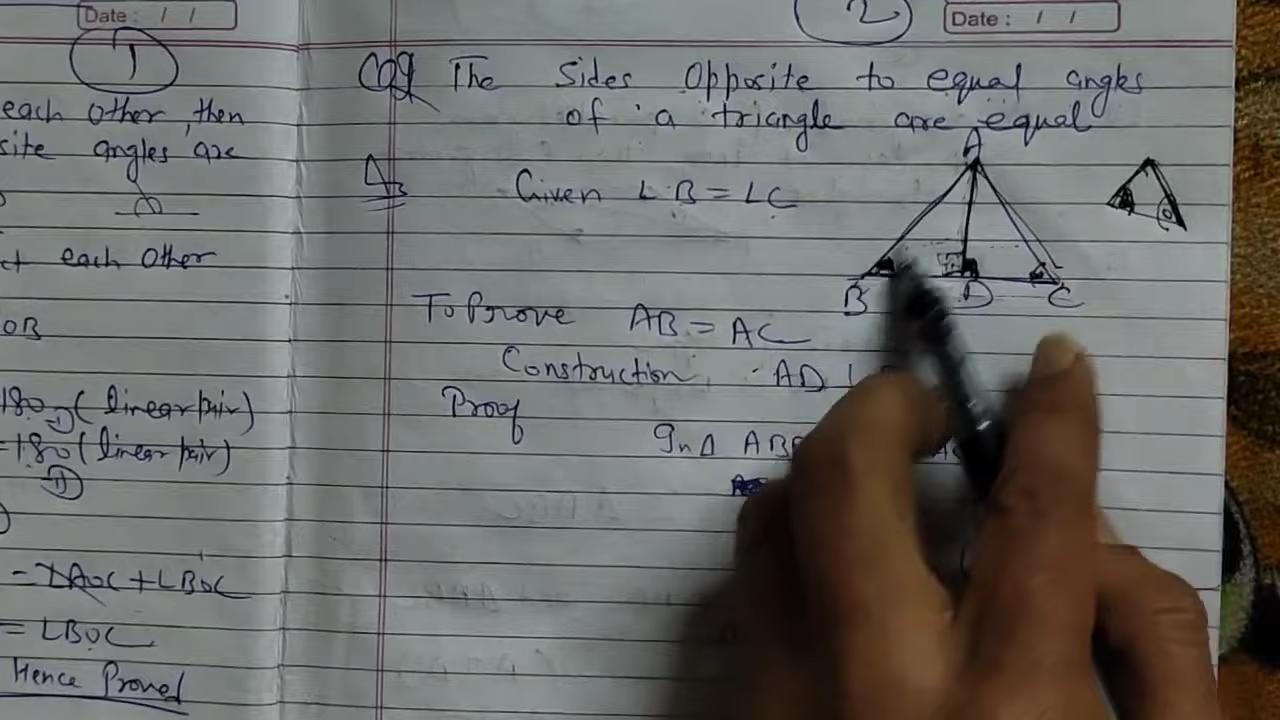 Date : / /
1
each other, then
site angles are
ct each other
OB
180 (linear pair)
=180 (linear pair)
= ∠AOC + ∠BOC
= ∠BOC
Hence Proved
2
Date : / /
The Sides Opposite to equal angles
of a triangle are equal
Given ∠B = ∠C
A
B D C
To Prove AB = AC
Construction AD ⊥
Proof In Δ AB